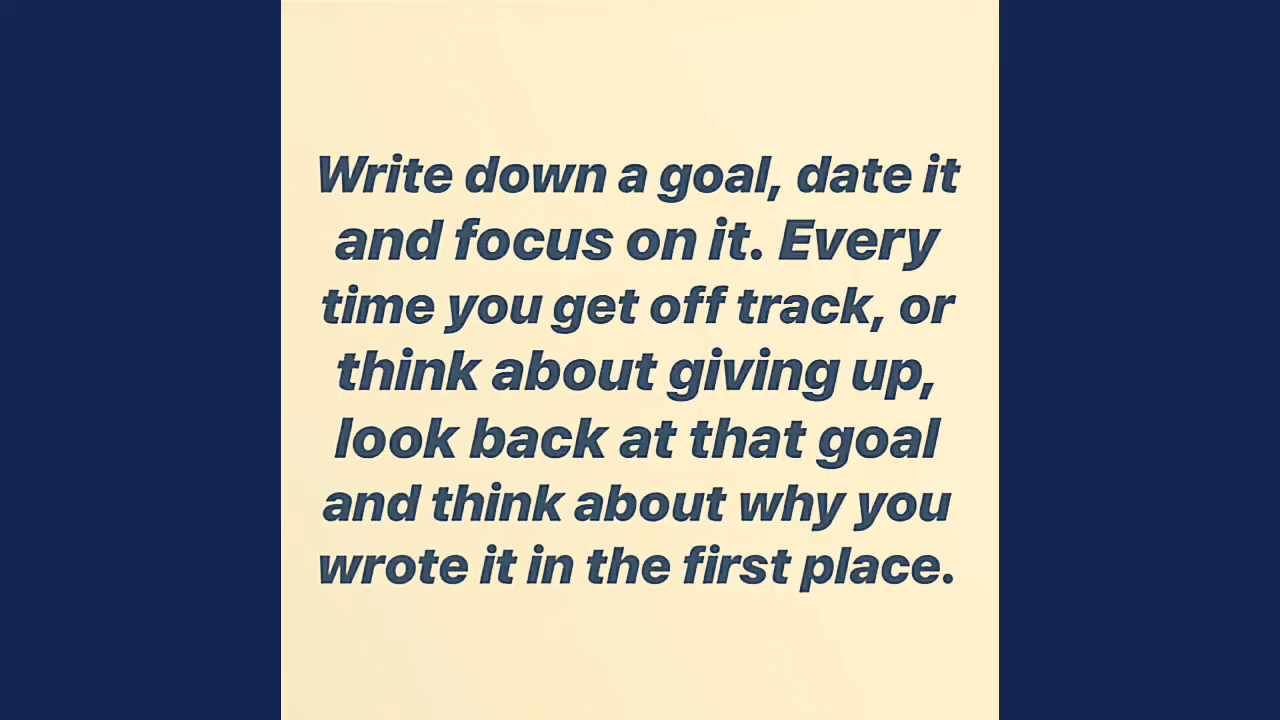 Write down a goal, date it
and focus on it. Every
time you get off track, or
think about giving up,
look back at that goal
and think about why you
wrote it in the first place.